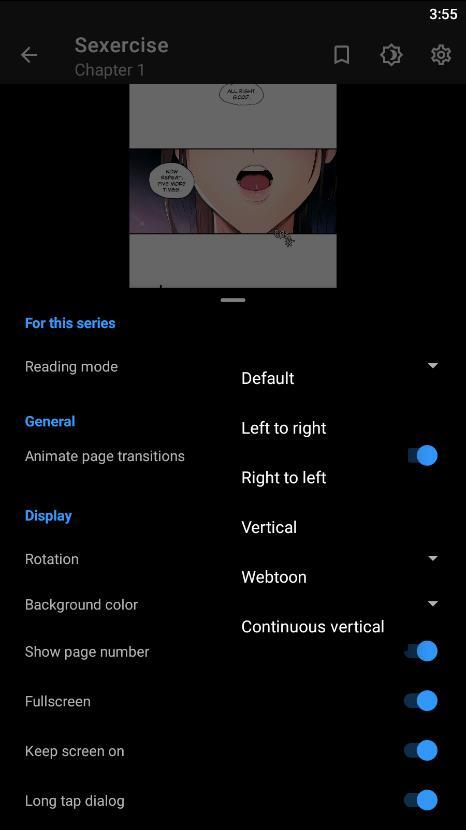 3:55
Sexercise
Chapter 1
ALL RIGHT
GOOD.
NOW
REPEAT,
FIVE MORE
TIMES!
For this series
Reading mode
Default
General
Left to right
Animate page transitions
Right to left
Display
Vertical
Rotation
Webtoon
Background color
Continuous vertical
Show page number
Fullscreen
Keep screen on
Long tap dialog